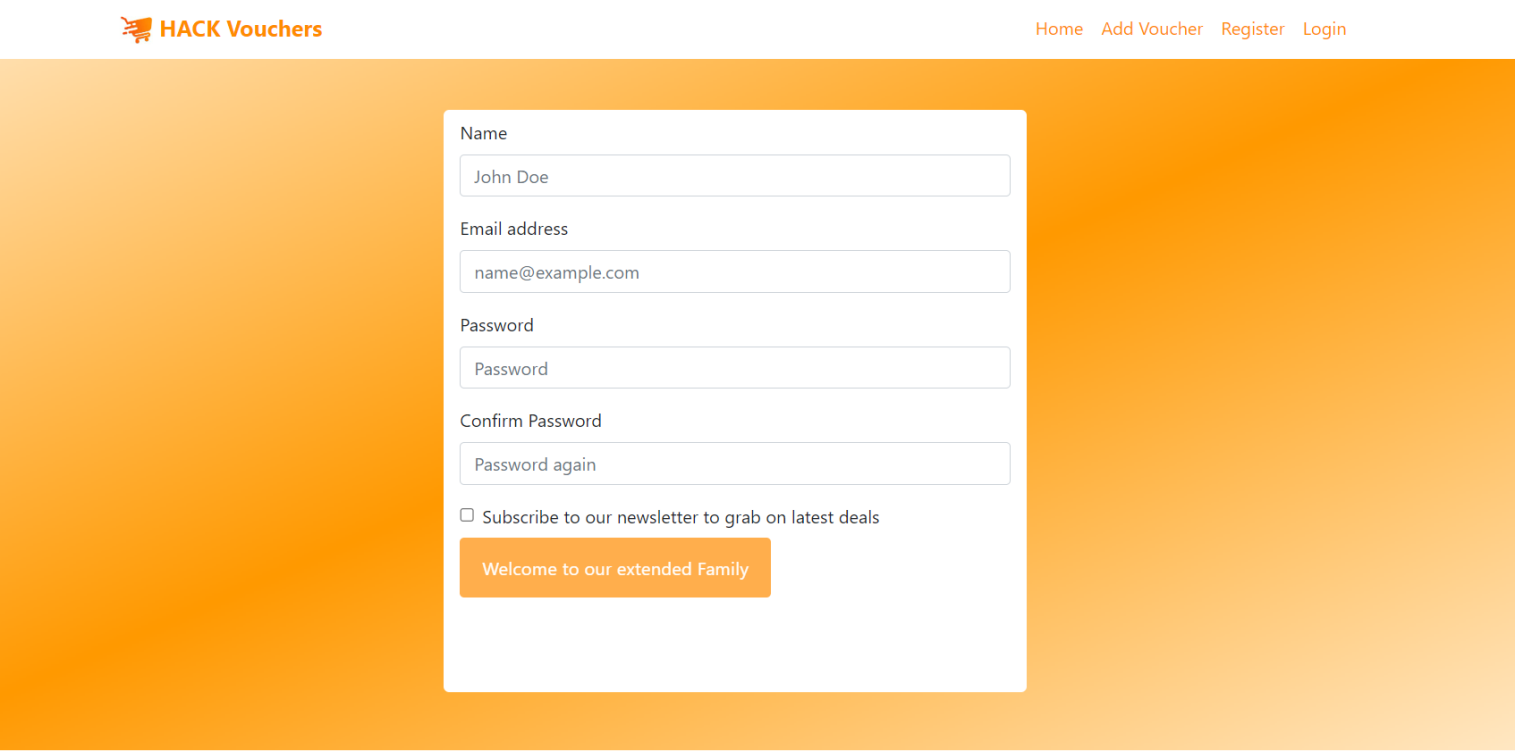 HACK Vouchers Home Add Voucher Register Login
Name
John Doe
Email address
name@example.com
Password
Password
Confirm Password
Password again
Subscribe to our newsletter to grab on latest deals
Welcome to our extended Family